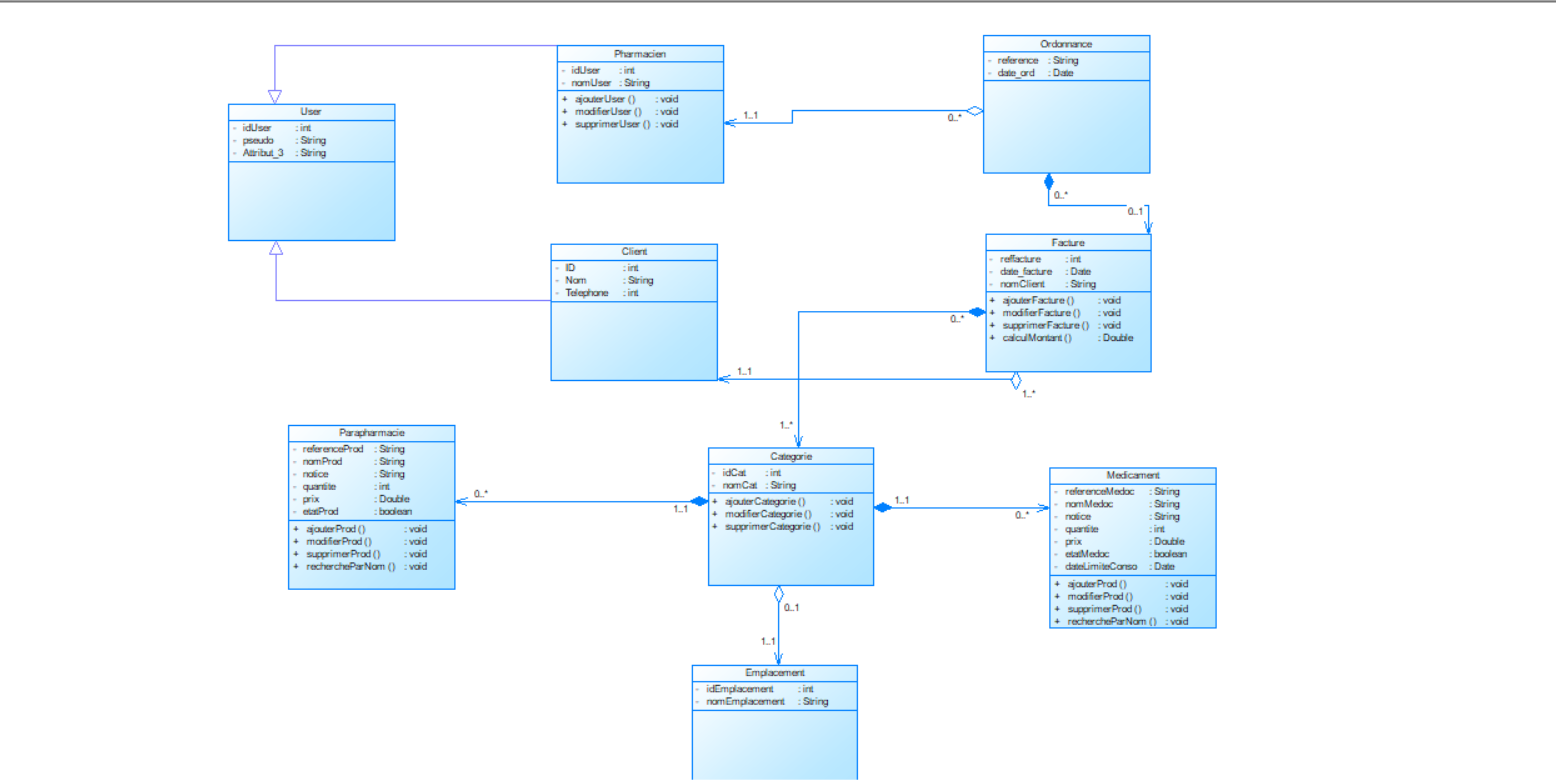 Pharmacien
- idUser : int
- nomUser : String
+ ajouterUser () : void
+ modifierUser () : void
+ supprimerUser () : void
Ordonnance
- reference : String
- date_ord : Date
User
- idUser : int
- pseudo : String
- Attribut_3 : String
1..1
0..*
0..*
0..1
Client
- ID : int
- Nom : String
- Telephone : int
Facture
- reffacture : int
- date_facture : Date
- nomClient : String
+ ajouterFacture () : void
+ modifierFacture () : void
+ supprimerFacture () : void
+ calculMontant () : Double
0..*
1..1
1..*
1..*
Parapharmacie
- referenceProd : String
- nomProd : String
- notice : String
- quantite : int
- prix : Double
- etatProd : boolean
+ ajouterProd () : void
+ modifierProd () : void
+ supprimerProd () : void
+ rechercheParNom () : void
0..*
1..1
Categorie
- idCat : int
- nomCat : String
+ ajouterCategorie () : void
+ modifierCategorie () : void
+ supprimerCategorie () : void
1..1
0..*
Medicament
- referenceMedoc : String
- nomMedoc : String
- notice : String
- quantite : int
- prix : Double
- etatMedoc : boolean
- dateLimiteConso : Date
+ ajouterProd () : void
+ modifierProd () : void
+ supprimerProd () : void
+ rechercheParNom () : void
0..1
1..1
Emplacement
- idEmplacement : int
- nomEmplacement : String